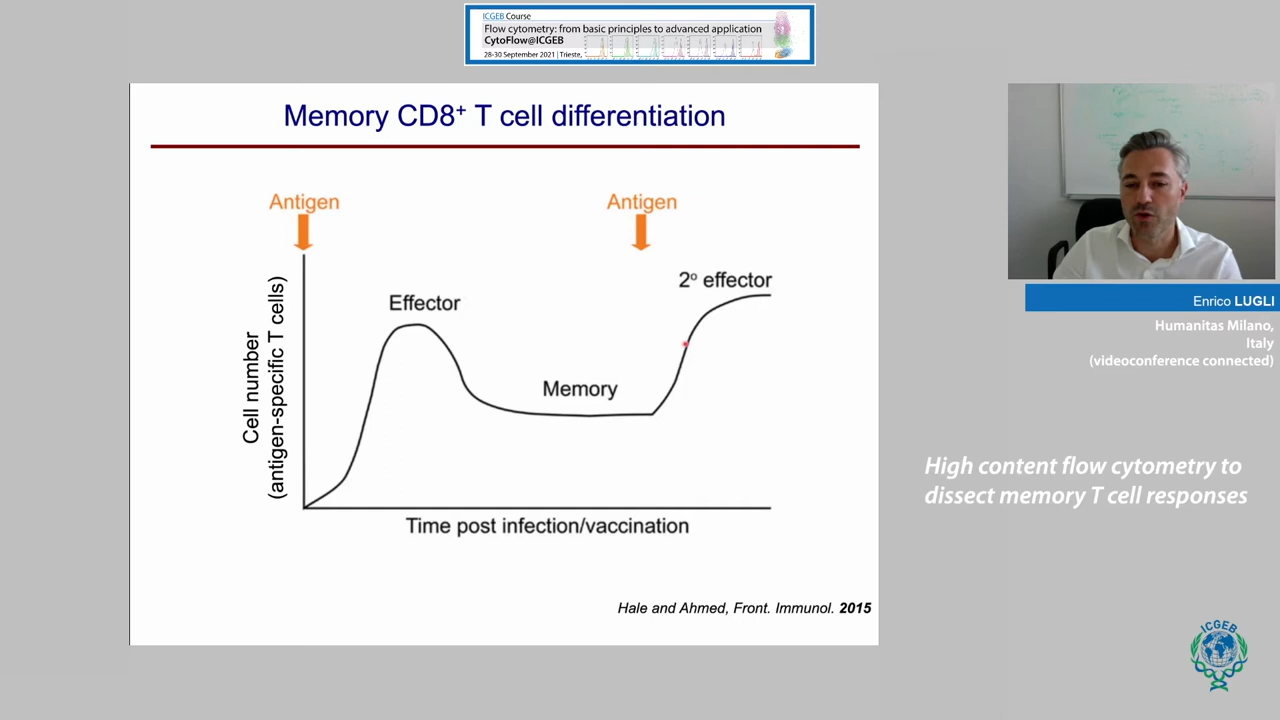 ICGEB Course
Flow cytometry: from basic principles to advanced application
CytoFlow@ICGEB
28-30 September 2021 | Trieste,
Memory CD8⁺ T cell differentiation
Antigen
Antigen
Effector
2º effector
Memory
Cell number
(antigen-specific T cells)
Time post infection/vaccination
Hale and Ahmed, Front. Immunol. 2015
Enrico LUGLI
Humanitas Milano,
Italy
(videoconference connected)
High content flow cytometry to
dissect memory T cell responses
ICGEB